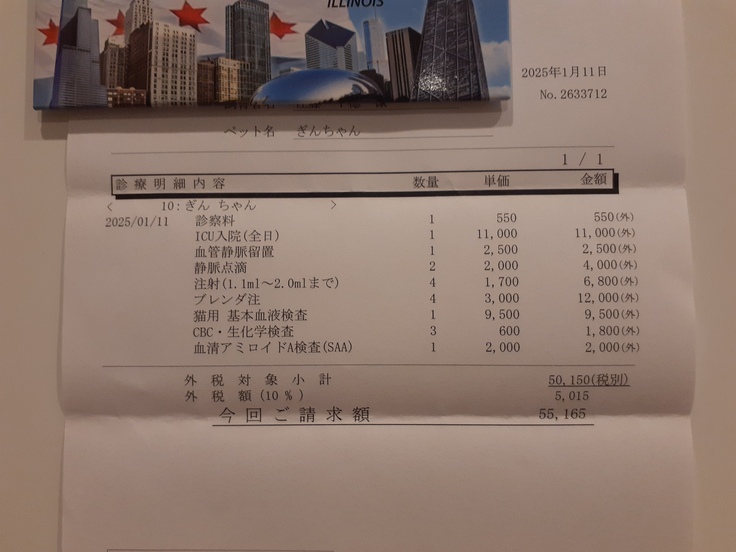 ILLINOIS
2025年1月11日
No.2633712
ペット名 ぎんちゃん
1 / 1
診療明細内容 数量 単価 金額
< 10:ぎん ちゃん >
2025/01/11 診察料 1 550 550(外)
ICU入院(全日) 1 11,000 11,000(外)
血管静脈留置 1 2,500 2,500(外)
静脈点滴 2 2,000 4,000(外)
注射(1.1ml~2.0mlまで) 4 1,700 6,800(外)
ブレンダ注 4 3,000 12,000(外)
猫用 基本血液検査 1 9,500 9,500(外)
CBC・生化学検査 3 600 1,800(外)
血清アミロイドA検査(SAA) 1 2,000 2,000(外)
外税対象小計 50,150(税別)
外税額(10%) 5,015
今回ご請求額 55,165